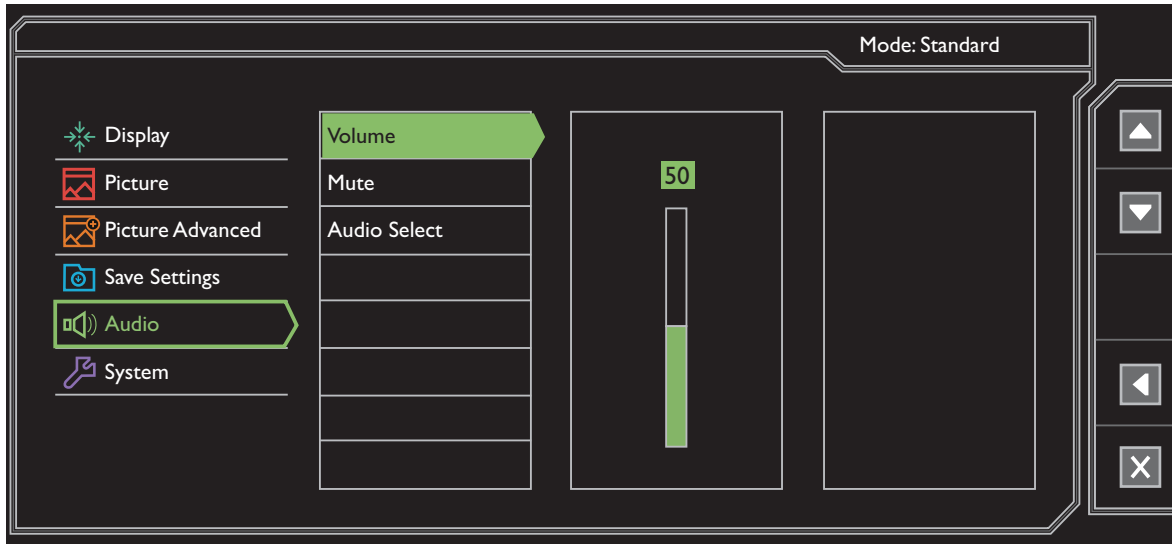 Mode: Standard
Display
Picture
Picture Advanced
Save Settings
Audio
System
Volume
Mute
Audio Select
50